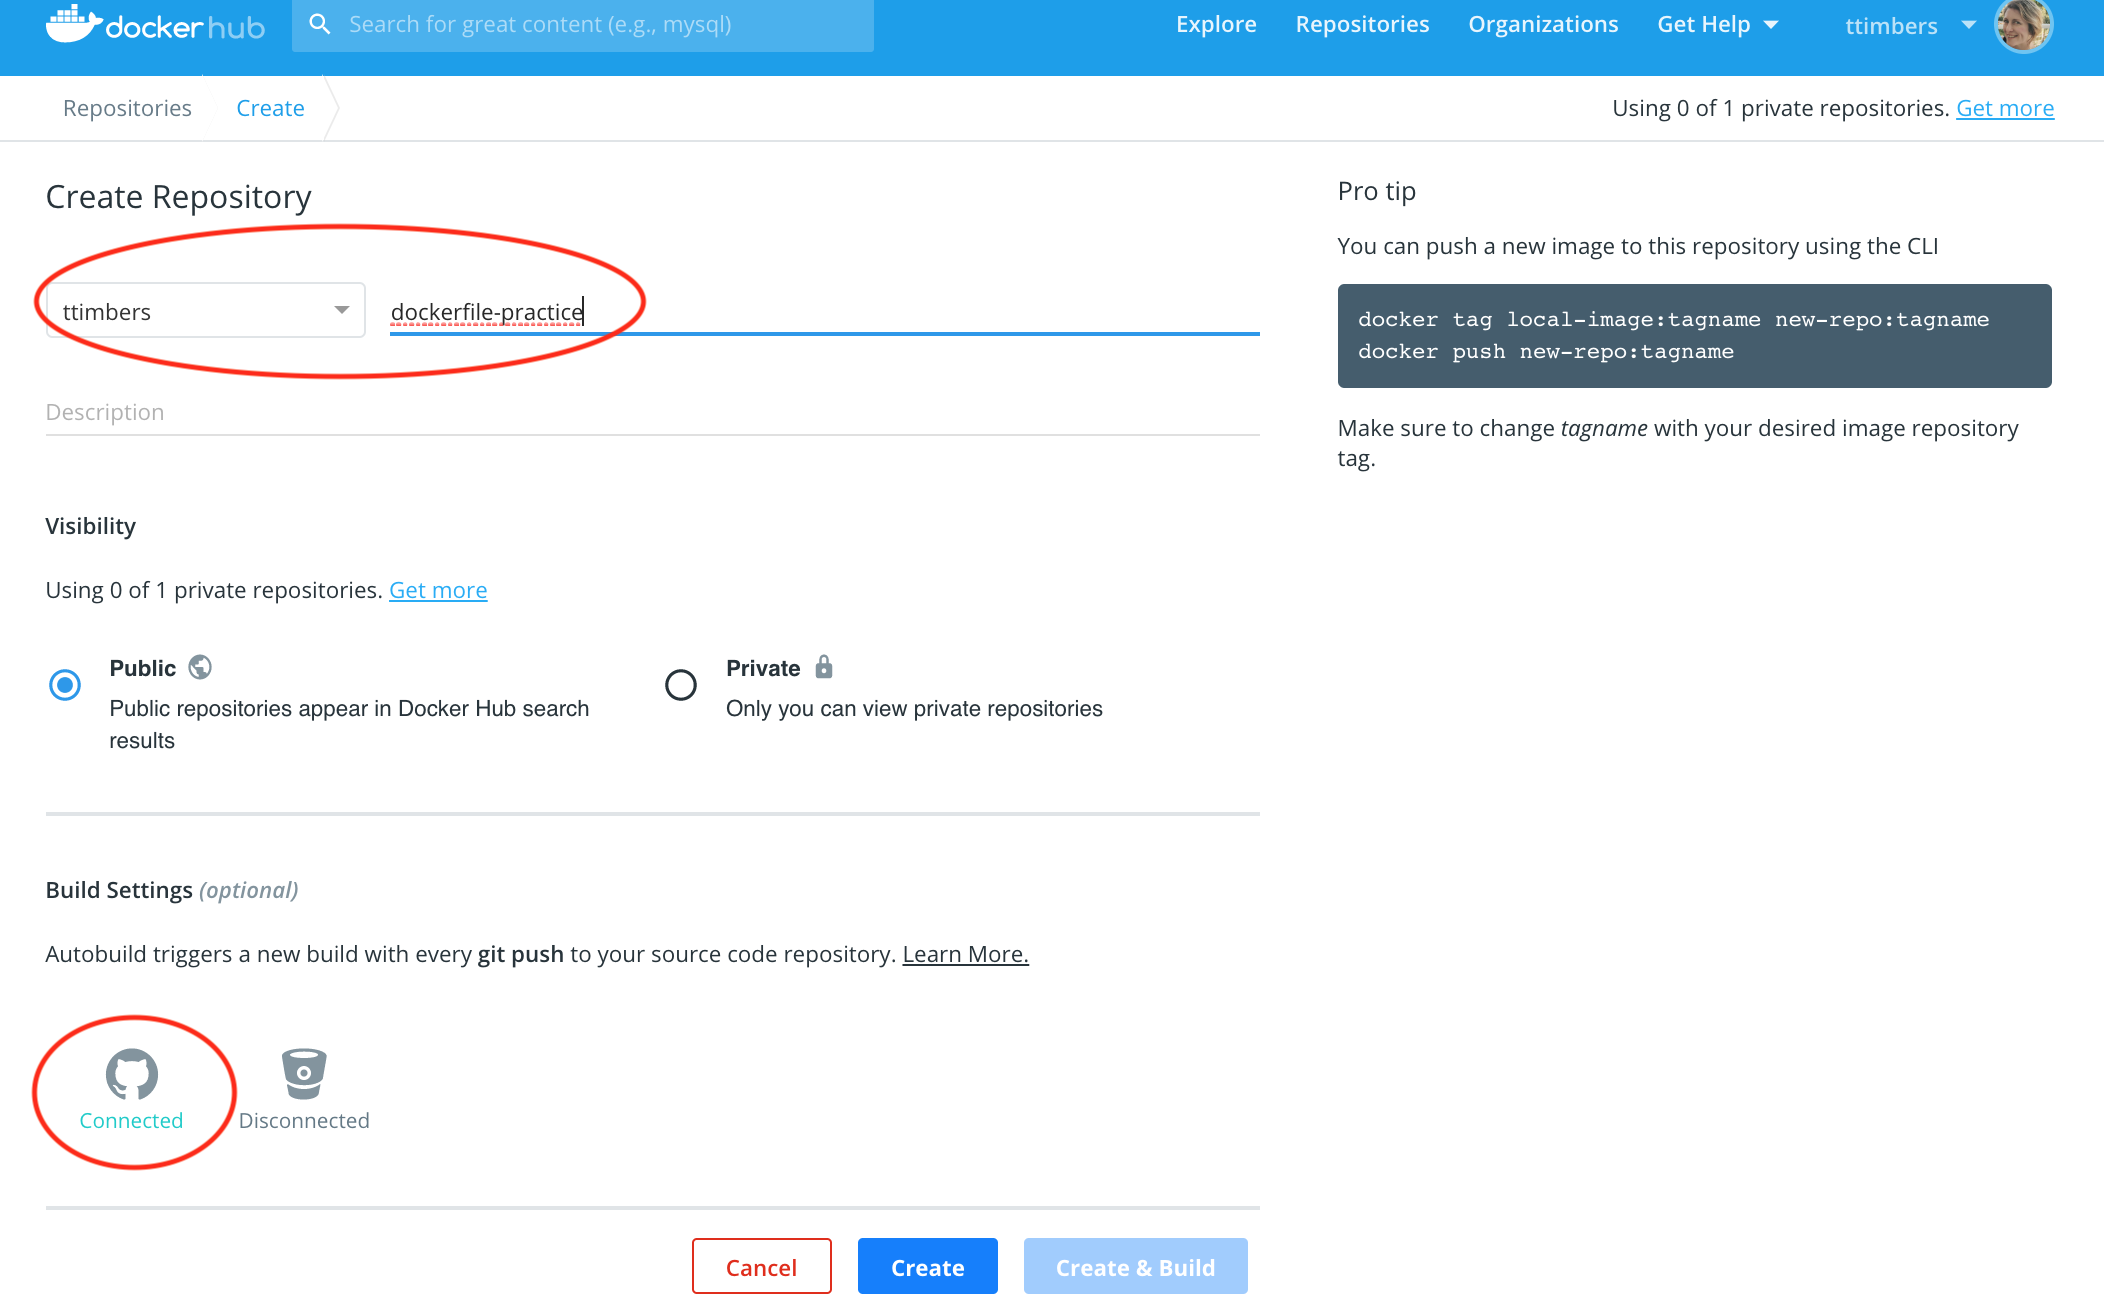 docker hub
Search for great content (e.g., mysql)
Explore
Repositories
Organizations
Get Help
ttimbers
Repositories
Create
Using 0 of 1 private repositories. Get more
Create Repository
ttimbers
dockerfile-practice
Description
Visibility
Using 0 of 1 private repositories. Get more
Public
Public repositories appear in Docker Hub search
results
Private
Only you can view private repositories
Build Settings (optional)
Autobuild triggers a new build with every git push to your source code repository. Learn More.
Connected
Disconnected
Cancel
Create
Create & Build
Pro tip
You can push a new image to this repository using the CLI
docker tag local-image:tagname new-repo:tagname
docker push new-repo:tagname
Make sure to change tagname with your desired image repository
tag.